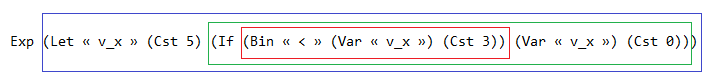 Exp (Let « v_x » (Cst 5) (If (Bin « < » (Var « v_x ») (Cst 3)) (Var « v_x ») (Cst 0)))